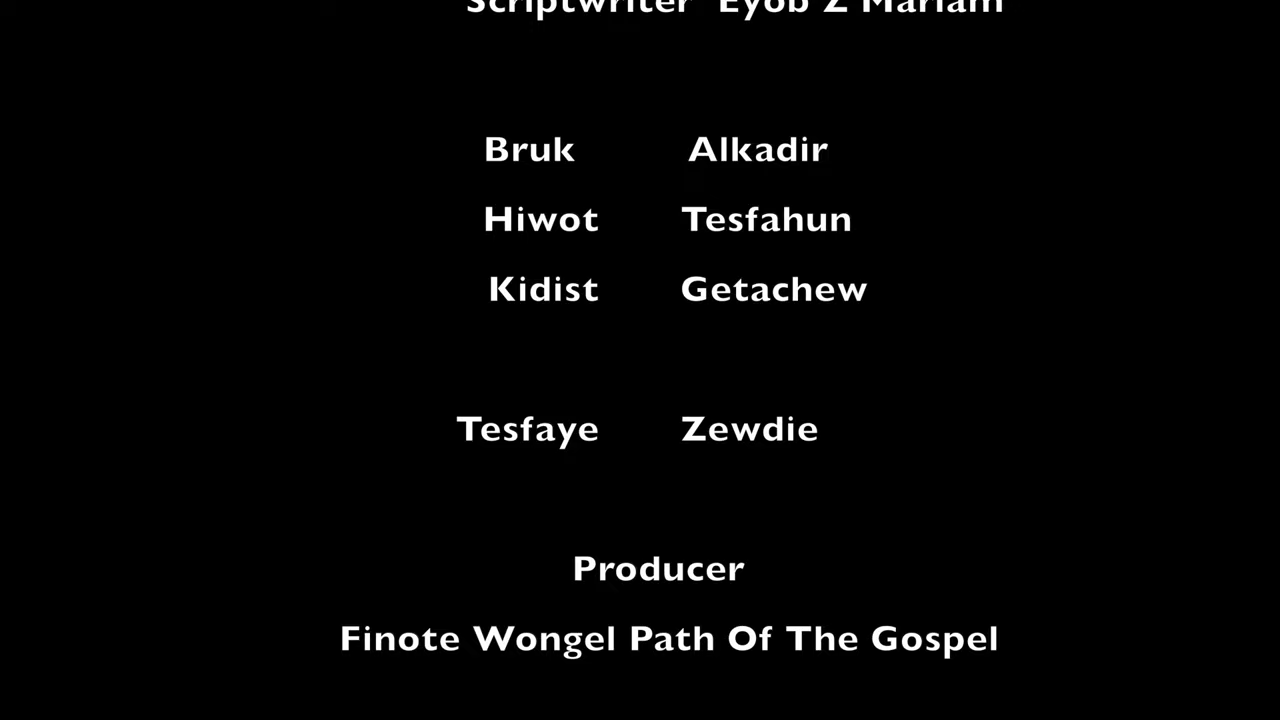 Scriptwriter Eyob Z Mariam
Bruk Alkadir
Hiwot Tesfahun
Kidist Getachew
Tesfaye Zewdie
Producer
Finote Wongel Path Of The Gospel